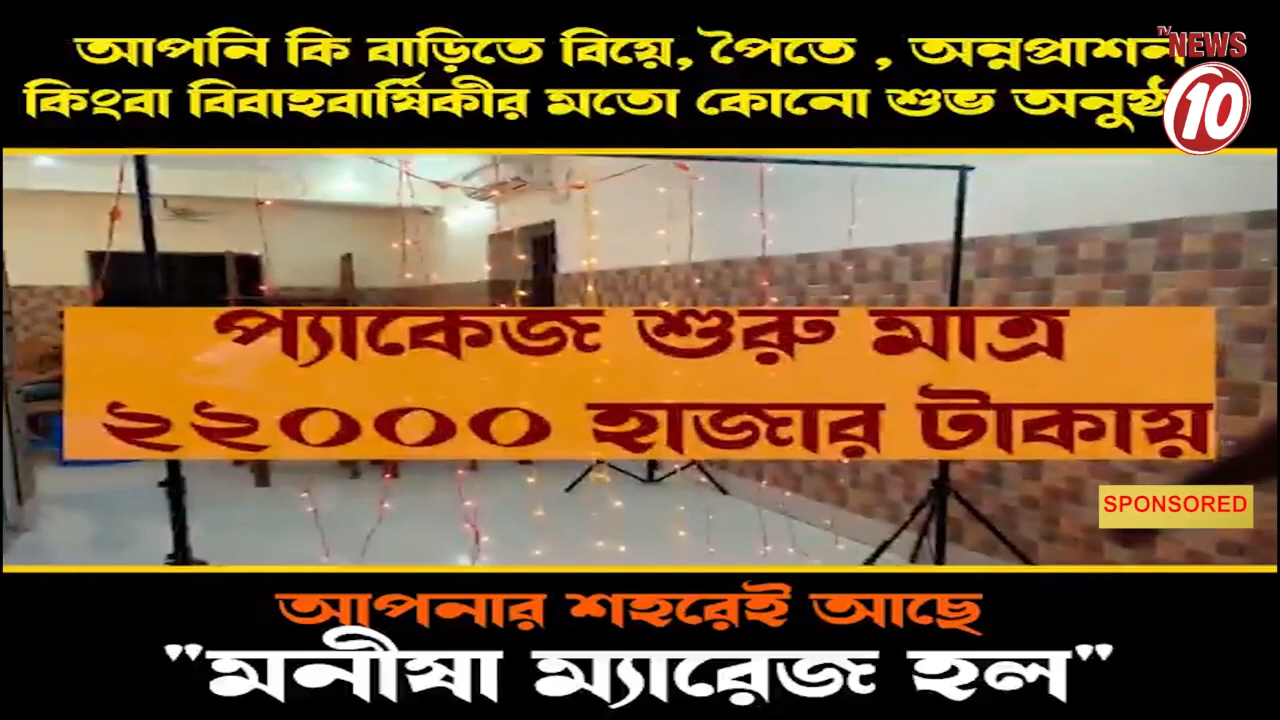 আপনি কি বাড়িতে বিয়ে, পৈতে , অন্নপ্রাশন
কিংবা বিবাহবার্ষিকীর মতো কোনো শুভ
TV NEWS
10
প্যাকেজ শুরু মাত্র
২২০০০ হাজার টাকায়
SPONSORED
আপনার শহরেই আছে
"মনীষা ম্যারেজ হল"